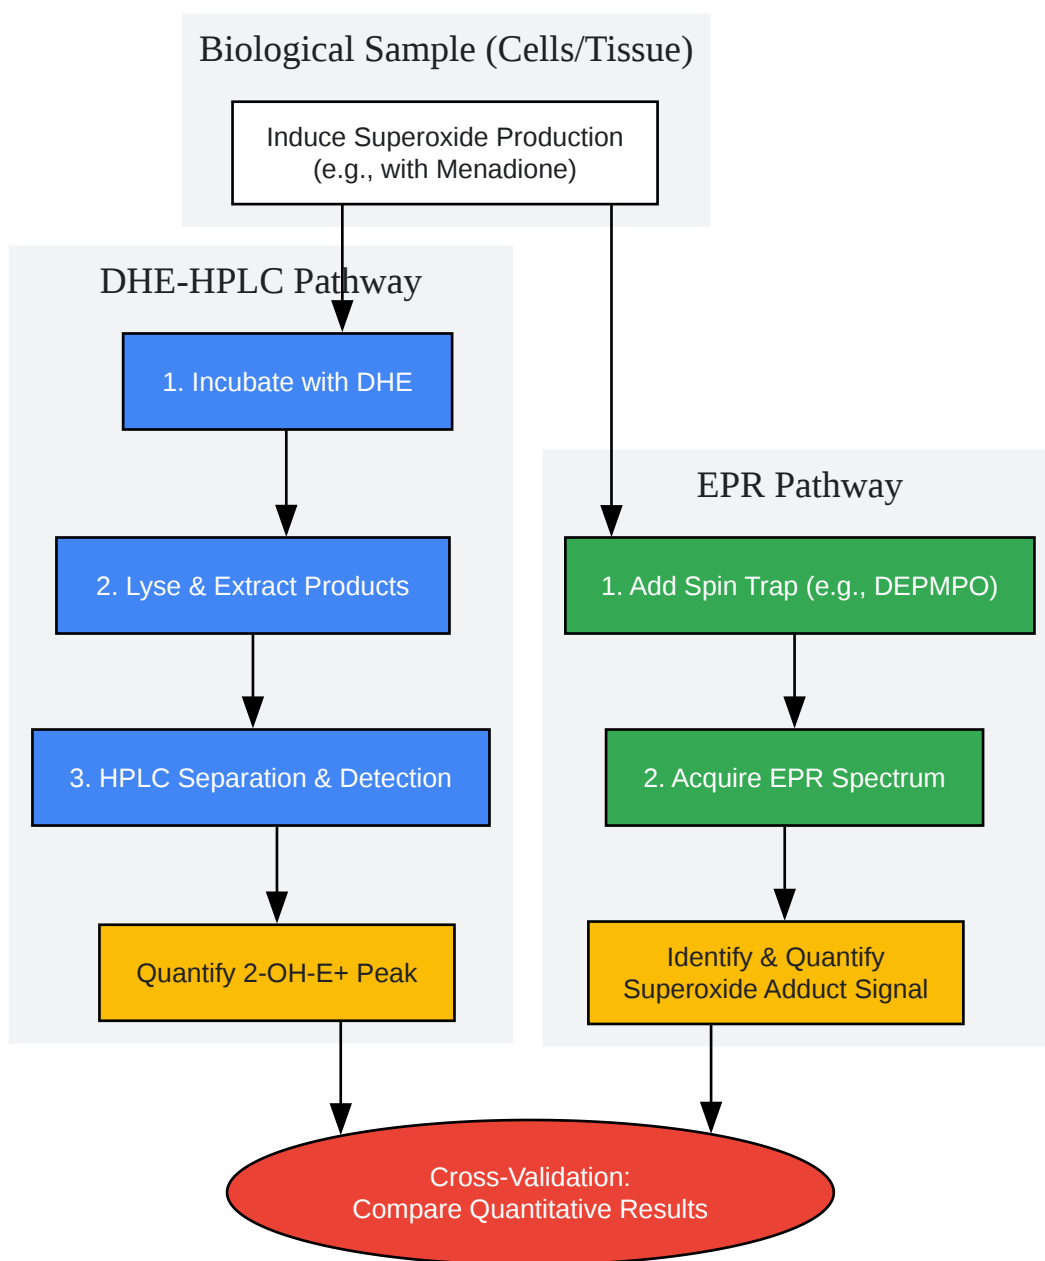 Biological Sample (Cells/Tissue)
Induce Superoxide Production
(e.g., with Menadione)
DHE-HPLC Pathway
1. Incubate with DHE
2. Lyse & Extract Products
3. HPLC Separation & Detection
Quantify 2-OH-E+ Peak
EPR Pathway
1. Add Spin Trap (e.g., DEPMPO)
2. Acquire EPR Spectrum
Identify & Quantify
Superoxide Adduct Signal
Cross-Validation:
Compare Quantitative Results